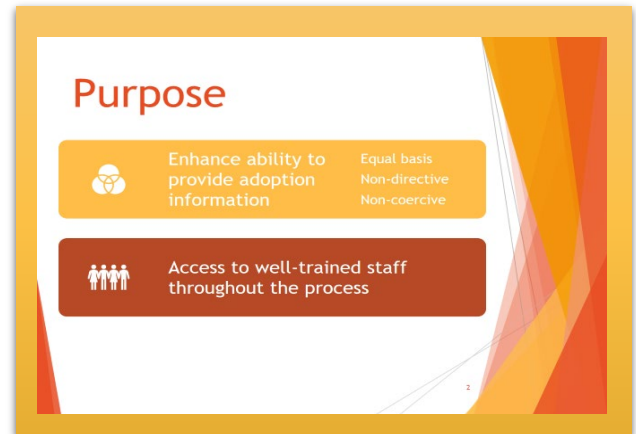 Purpose
Enhance ability to
provide adoption
information
Equal basis
Non-directive
Non-coercive
Access to well-trained staff
throughout the process
2